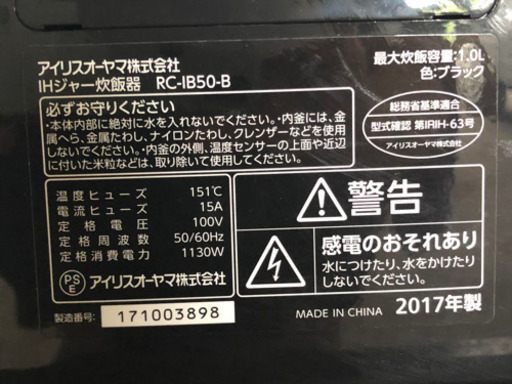 アイリスオーヤマ株式会社
IHジャー炊飯器 RC-IB50-B
最大炊飯容量:1.0L
色:ブラック
必ずお守りください
・本体内部に絶対に水を入れないでください。・内釜には、金
属へら、金属たわし、ナイロンたわし、クレンザーなどを使用
しないでください。・内釜の外側、温度センサーの上面や近辺
に付いた米粒などは、取り除いて使用してください。
総務省基準適合
型式確認 第IRIH-63号
アイリスオーヤマ株式会社
温度ヒューズ 151℃
電流ヒューズ 15A
定格電圧 100V
定格周波数 50/60Hz
定格消費電力 1130W
PSE アイリスオーヤマ株式会社
製造番号: 171003898
警告
感電のおそれあり
水につけたり、水をかけたり
しないでください。
MADE IN CHINA 2017年製